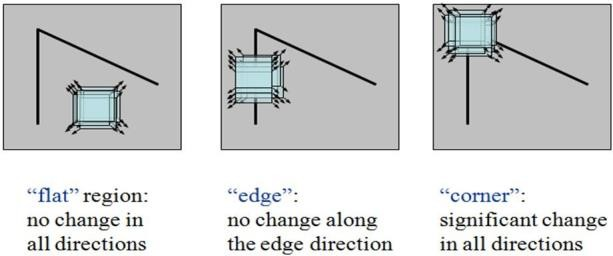 “flat” region:
no change in
all directions
“edge”:
no change along
the edge direction
“corner”:
significant change
in all directions